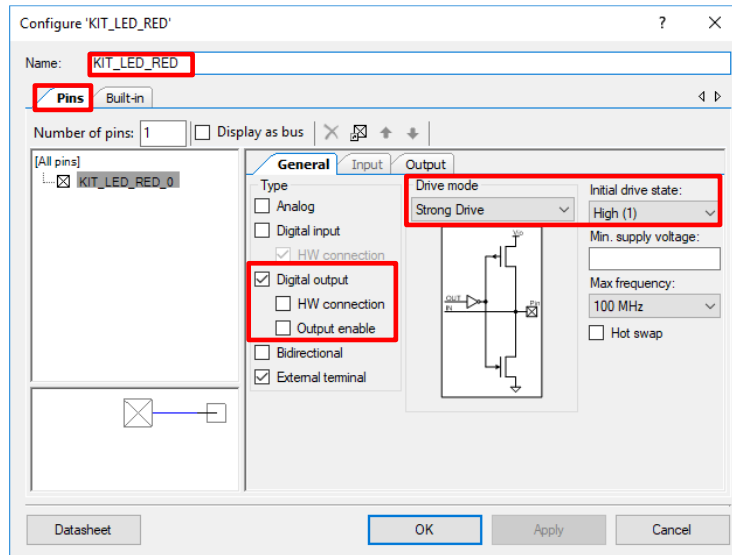 Configure 'KIT_LED_RED'
? ×
Name: KIT_LED_RED
Pins Built-in
Number of pins: 1 Display as bus
[All pins]
KIT_LED_RED_0
General Input Output
Type
Analog
Digital input
HW connection
Digital output
HW connection
Output enable
Bidirectional
External terminal
Drive mode
Strong Drive
Vio
OUT
IN
Pin
Initial drive state:
High (1)
Min. supply voltage:
Max frequency:
100 MHz
Hot swap
Datasheet OK Apply Cancel